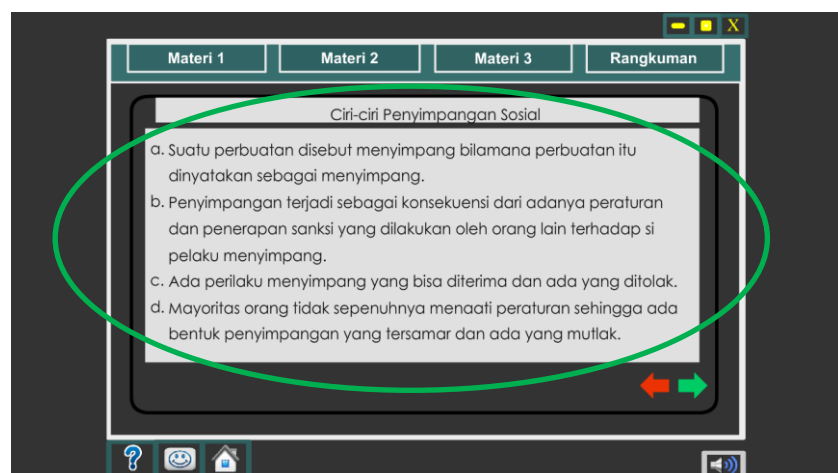 X
Materi 1 Materi 2 Materi 3 Rangkuman
Ciri-ciri Penyimpangan Sosial
a. Suatu perbuatan disebut menyimpang bilamana perbuatan itu
dinyatakan sebagai menyimpang.
b. Penyimpangan terjadi sebagai konsekuensi dari adanya peraturan
dan penerapan sanksi yang dilakukan oleh orang lain terhadap si
pelaku menyimpang.
c. Ada perilaku menyimpang yang bisa diterima dan ada yang ditolak.
d. Mayoritas orang tidak sepenuhnya menaati peraturan sehingga ada
bentuk penyimpangan yang tersamar dan ada yang mutlak.
?